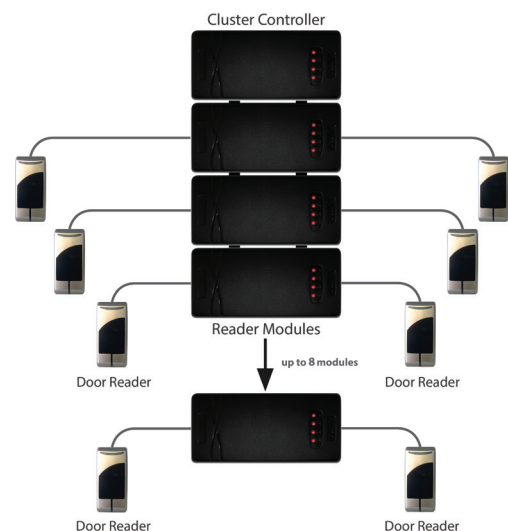 Cluster Controller
Reader Modules
up to 8 modules
Door Reader
Door Reader
Door Reader
Door Reader